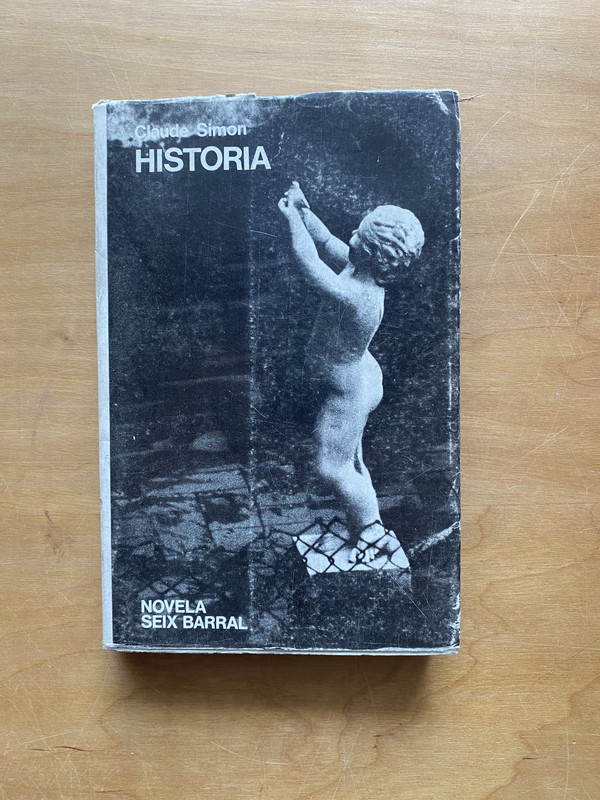 Claude Simon
HISTORIA
NOVELA
SEIX BARRAL